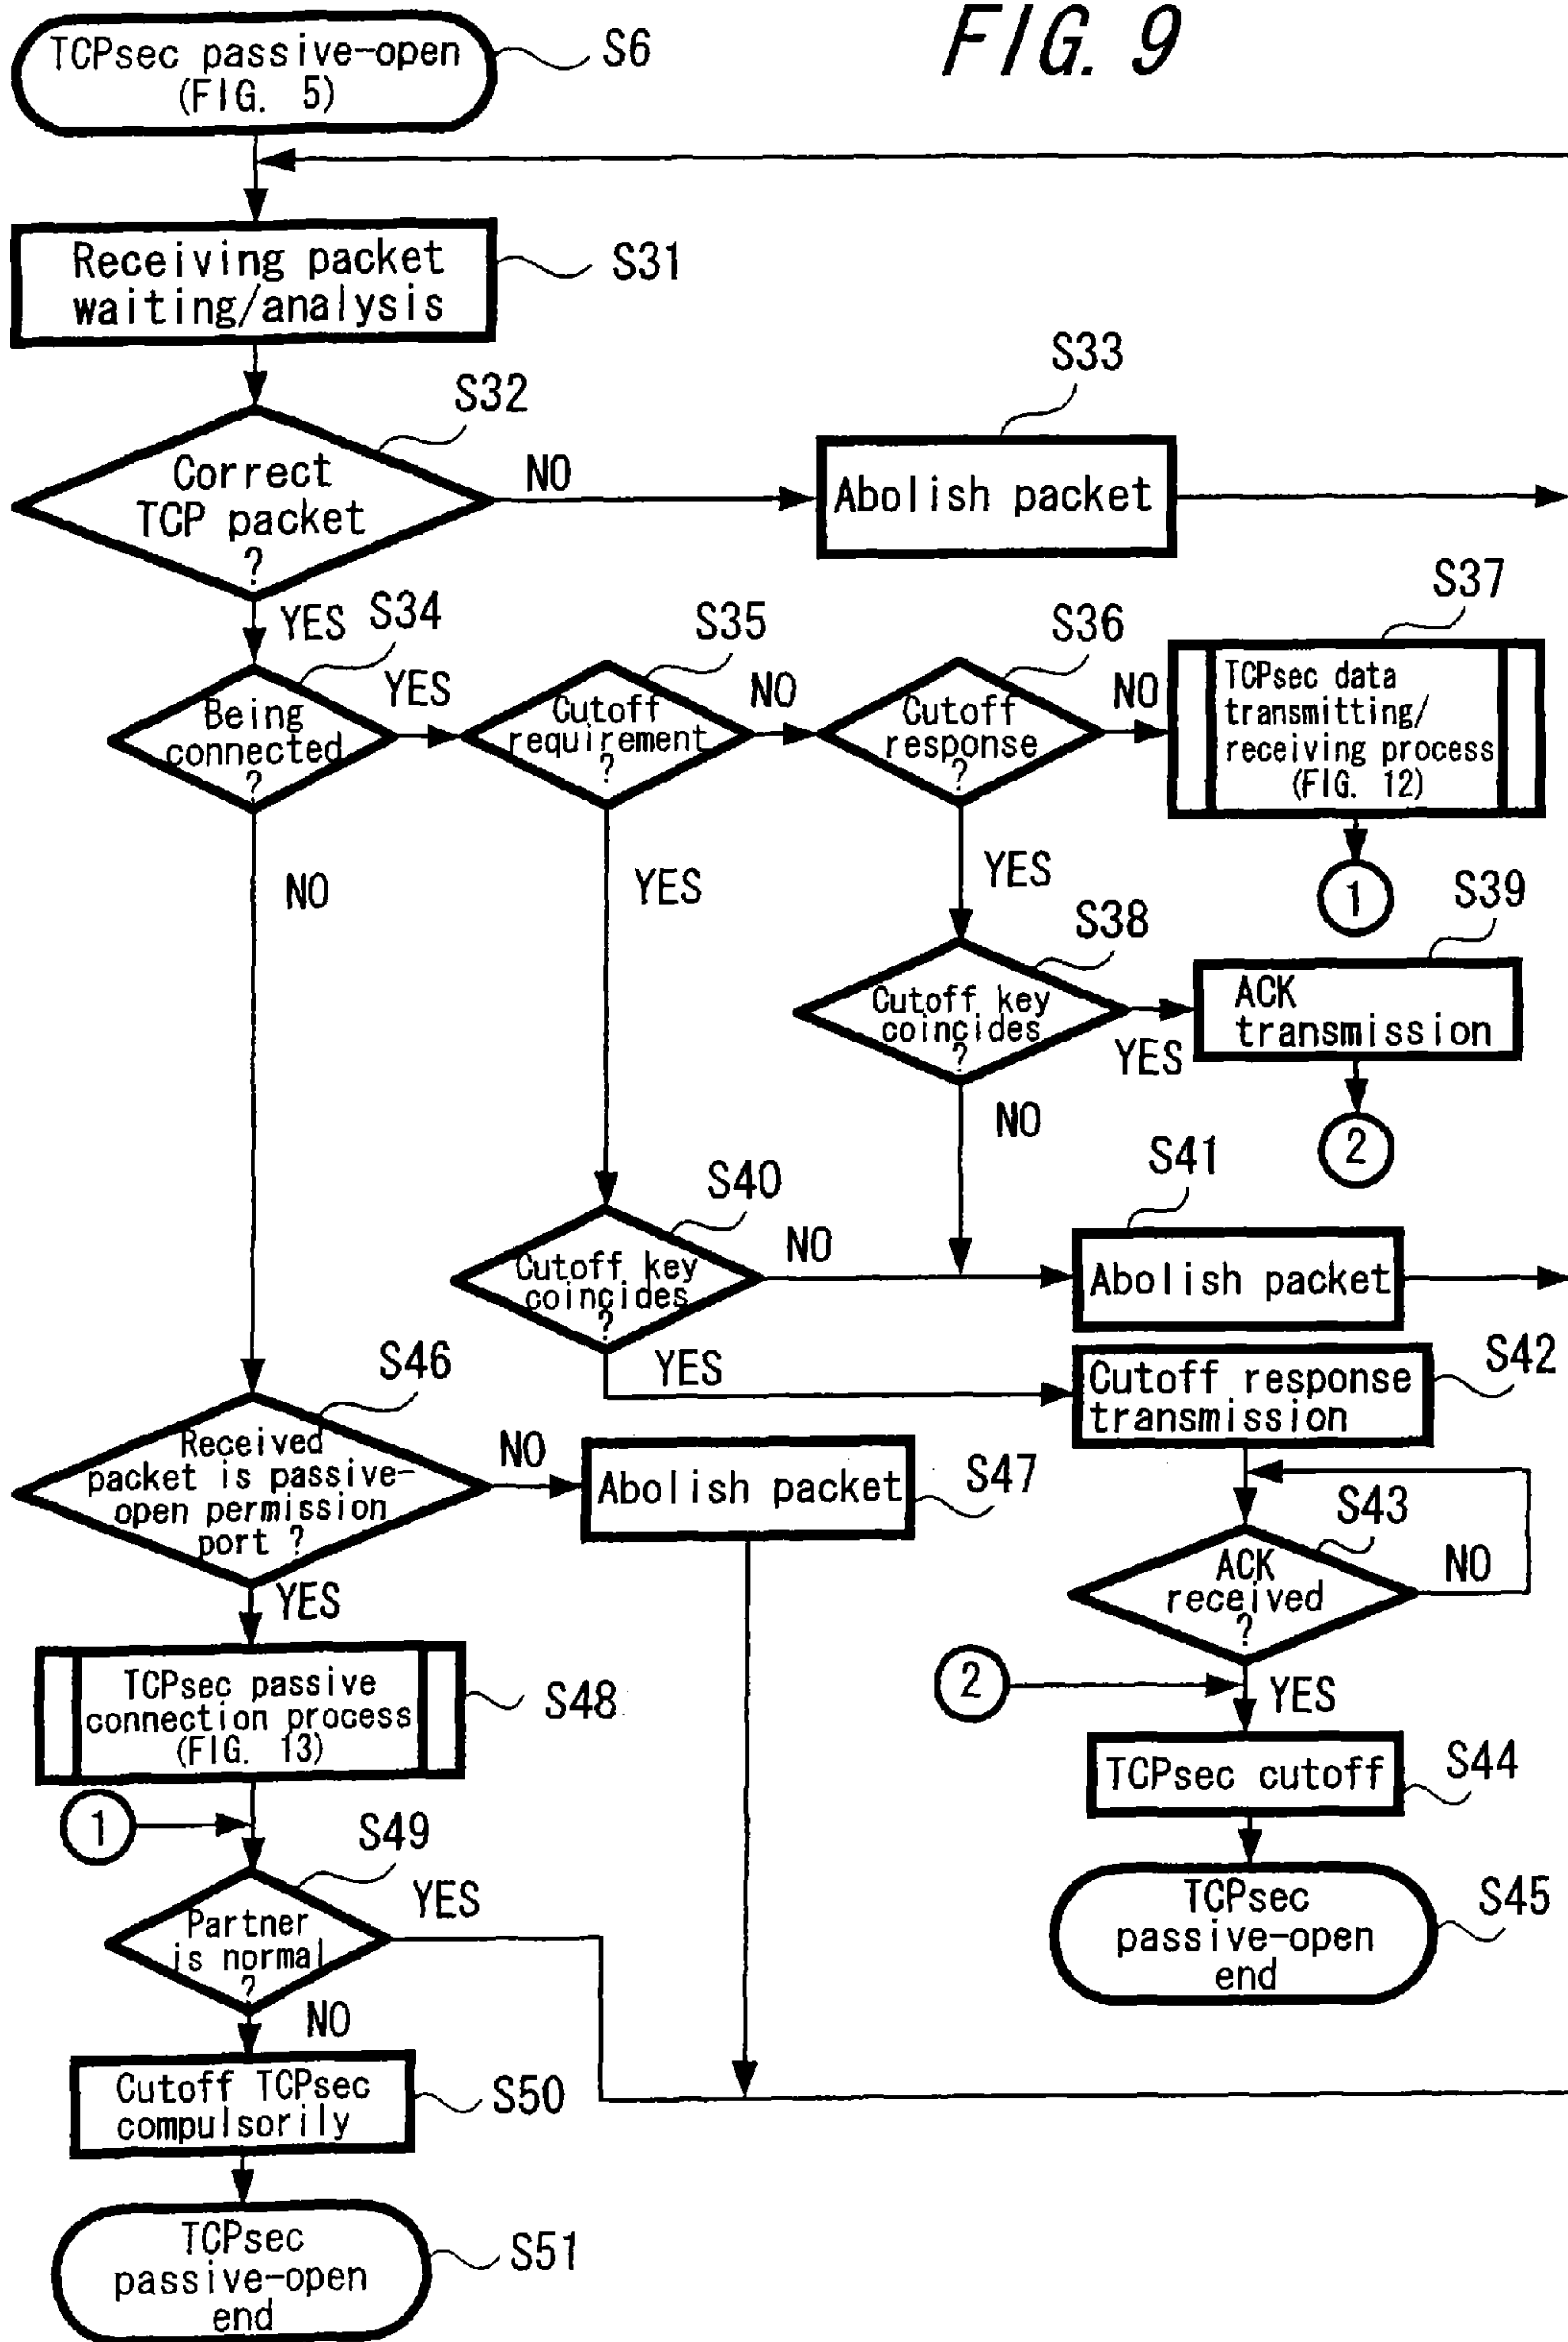 FIG. 9
TCPsec passive-open
(FIG. 5)
S6
Receiving packet
waiting/analysis
S31
S32
Correct
TCP packet
?
NO
YES
S33
Abolish packet
S34
Being
connected
?
YES
NO
S35
Cutoff
requirement
?
NO
YES
S36
Cutoff
response
?
NO
YES
S37
TCPsec data
transmitting/
receiving process
(FIG. 12)
1
S38
Cutoff key
coincides
?
YES
NO
S39
ACK
transmission
2
S40
Cutoff key
coincides
?
NO
YES
S41
Abolish packet
Cutoff response
transmission
S42
S43
ACK
received
?
NO
YES
2
TCPsec cutoff
S44
TCPsec
passive-open
end
S45
S46
Received
packet is passive-
open permission
port ?
NO
YES
Abolish packet
S47
TCPsec passive
connection process
(FIG. 13)
S48
1
S49
Partner
is normal
?
YES
NO
Cutoff TCPsec
compulsorily
S50
TCPsec
passive-open
end
S51